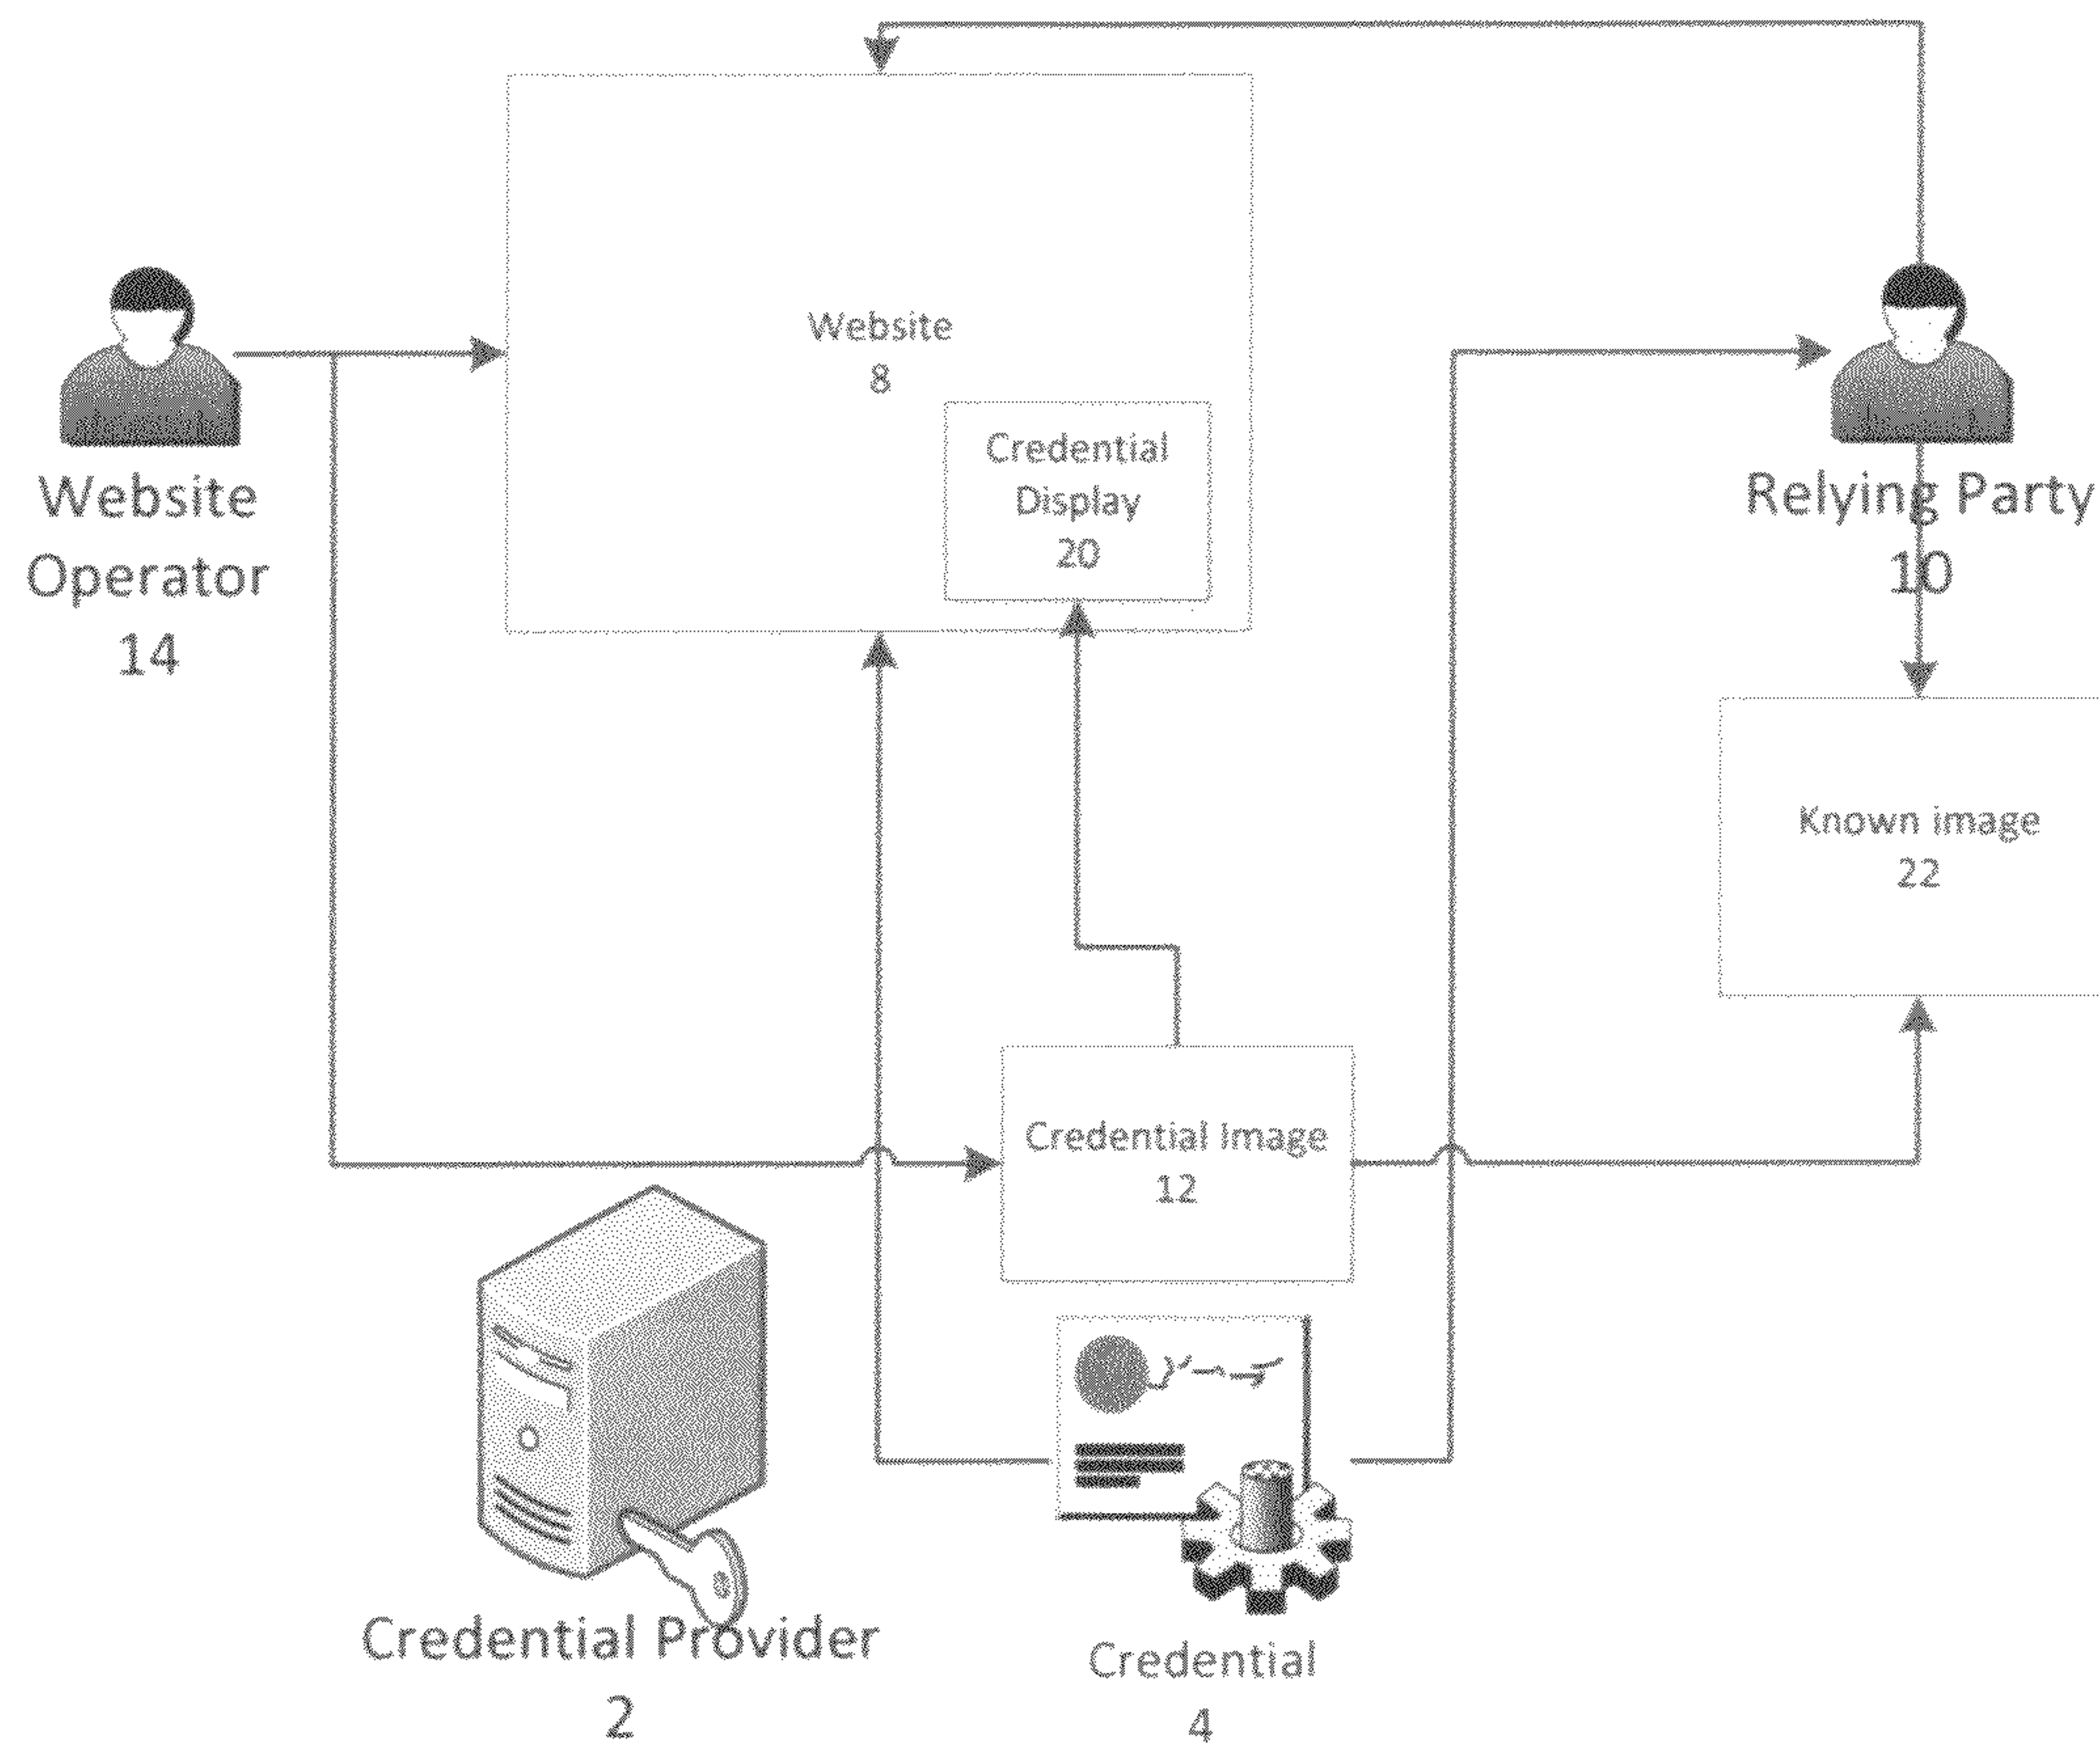 Website
8
Credential
Display
20
Website
Operator
14
Relying Party
10
Known image
22
Credential Image
12
Credential Provider
2
Credential
4